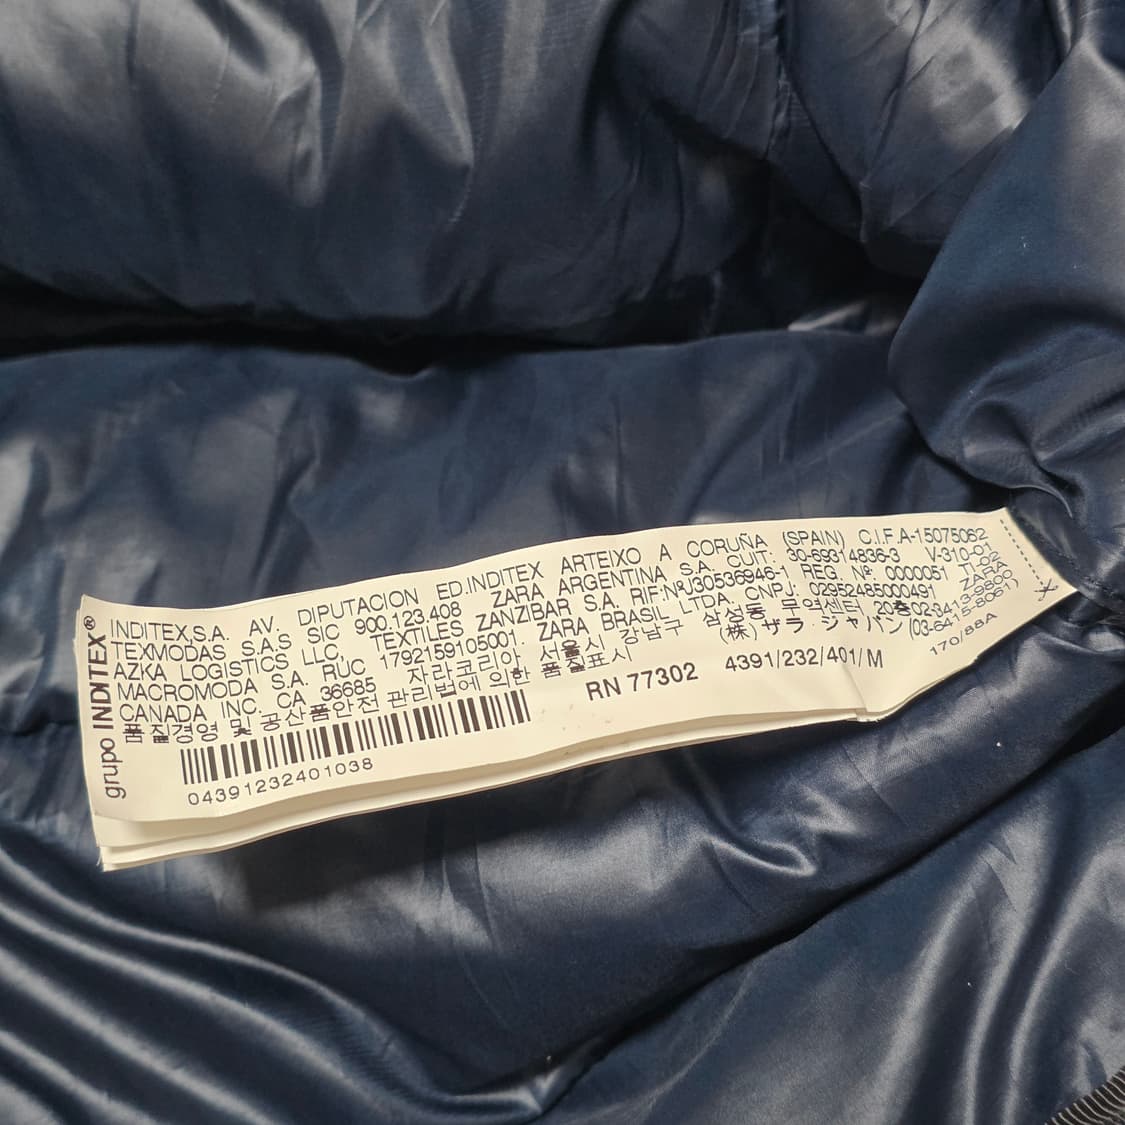 grupo INDITEX®
INDITEX,S.A. AV. DIPUTACION ED.INDITEX ARTEIXO A CORUÑA (SPAIN) C.I.F.A-15075062
TEXMODAS S.A.S SIC 900.123.408 ZARA ARGENTINA S.A. CUIT: 30-69314836-3 V-310-02
AZKA LOGISTICS LLC. TEXTILES ZANZIBAR S.A. RIF:NºJ30536946-1 REG. Nº: 0000051 TI-02
MACROMODA S.A. RUC 1792159105001 ZARA BRASIL LTDA. CNPJ: 02952485000491 ZARA
CANADA INC. CA 36685 자라코리아 서울시 강남구 삼성동 무역센터 20층02-3413-9800
품질경영 및 공산품안전 관리법에 의한 품질표시 (株) ザラ・ジャパン(03-6415-8061)
RN 77302 4391/232/401/M 170/88A
04391232401038